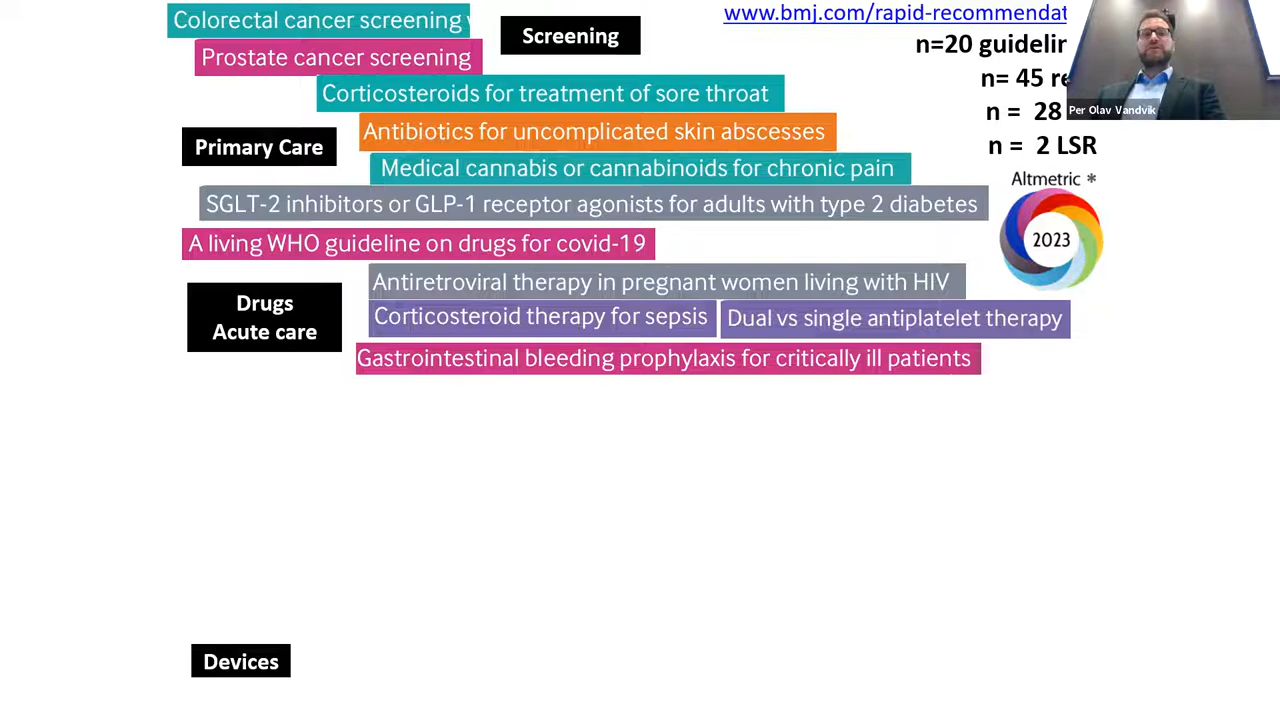 Colorectal cancer screening
Screening
www.bmj.com/rapid-recommendat
Prostate cancer screening
n=20 guidelin
n= 45 re
Corticosteroids for treatment of sore throat
n = 28
Per Olav Vandvik
Antibiotics for uncomplicated skin abscesses
Primary Care
n = 2 LSR
Medical cannabis or cannabinoids for chronic pain
Altmetric *
SGLT-2 inhibitors or GLP-1 receptor agonists for adults with type 2 diabetes
A living WHO guideline on drugs for covid-19
2023
Antiretroviral therapy in pregnant women living with HIV
Drugs
Acute care
Corticosteroid therapy for sepsis
Dual vs single antiplatelet therapy
Gastrointestinal bleeding prophylaxis for critically ill patients
Devices